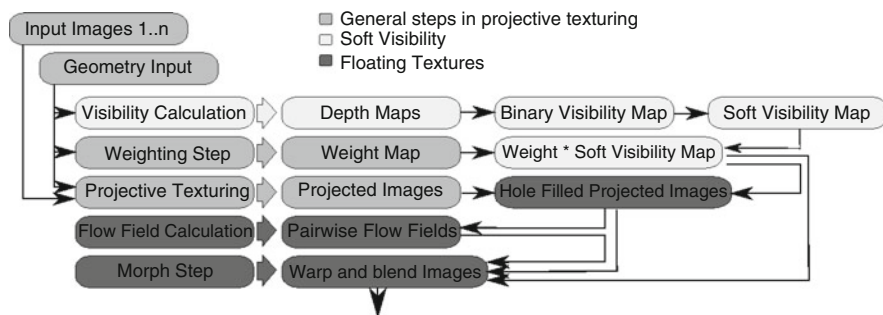 Input Images 1..n
Geometry Input
General steps in projective texturing
Soft Visibility
Floating Textures
Visibility Calculation
Depth Maps
Binary Visibility Map
Soft Visibility Map
Weighting Step
Weight Map
Weight * Soft Visibility Map
Projective Texturing
Projected Images
Hole Filled Projected Images
Flow Field Calculation
Pairwise Flow Fields
Morph Step
Warp and blend Images